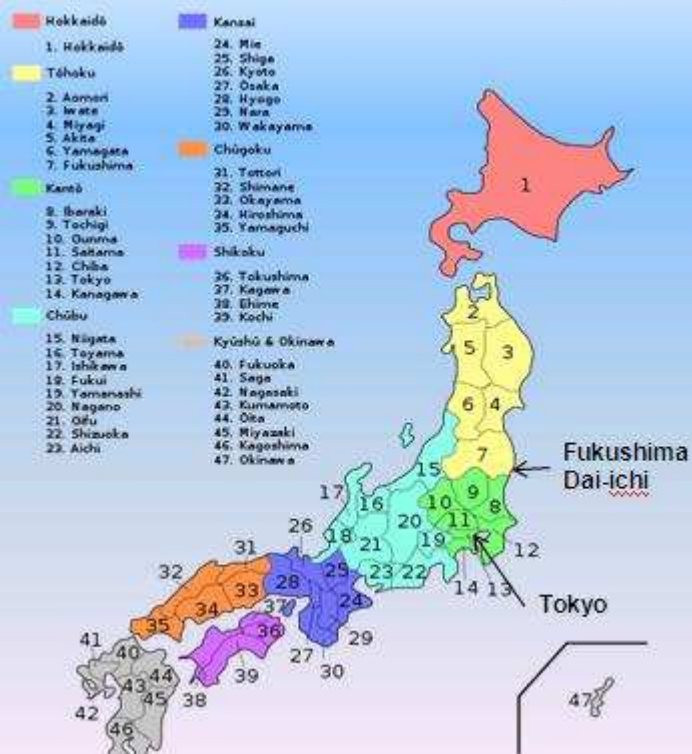 Hokkaidō
1. Hokkaidō
Tōhoku
2. Aomori
3. Iwate
4. Miyagi
5. Akita
6. Yamagata
7. Fukushima
Kantō
8. Ibaraki
9. Tochigi
10. Gunma
11. Saitama
12. Chiba
13. Tokyo
14. Kanagawa
Chūbu
15. Niigata
16. Toyama
17. Ishikawa
18. Fukui
19. Yamanashi
20. Nagano
21. Gifu
22. Shizuoka
23. Aichi
Kansai
24. Mie
25. Shiga
26. Kyoto
27. Osaka
28. Hyogo
29. Nara
30. Wakayama
Chūgoku
31. Tottori
32. Shimane
33. Okayama
34. Hiroshima
35. Yamaguchi
Shikoku
36. Tokushima
37. Kagawa
38. Ehime
39. Kochi
Kyūshū & Okinawa
40. Fukuoka
41. Saga
42. Nagasaki
43. Kumamoto
44. Oita
45. Miyazaki
46. Kagoshima
47. Okinawa
1
2
5
3
6
4
7
Fukushima
Dai-ichi
15
9
8
10
11
17
16
20
18
21
19
12
26
31
25
23
22
14
13
32
28
33
24
Tokyo
34
37
35
36
29
41
40
27
30
39
44
43
45
42
38
46
47